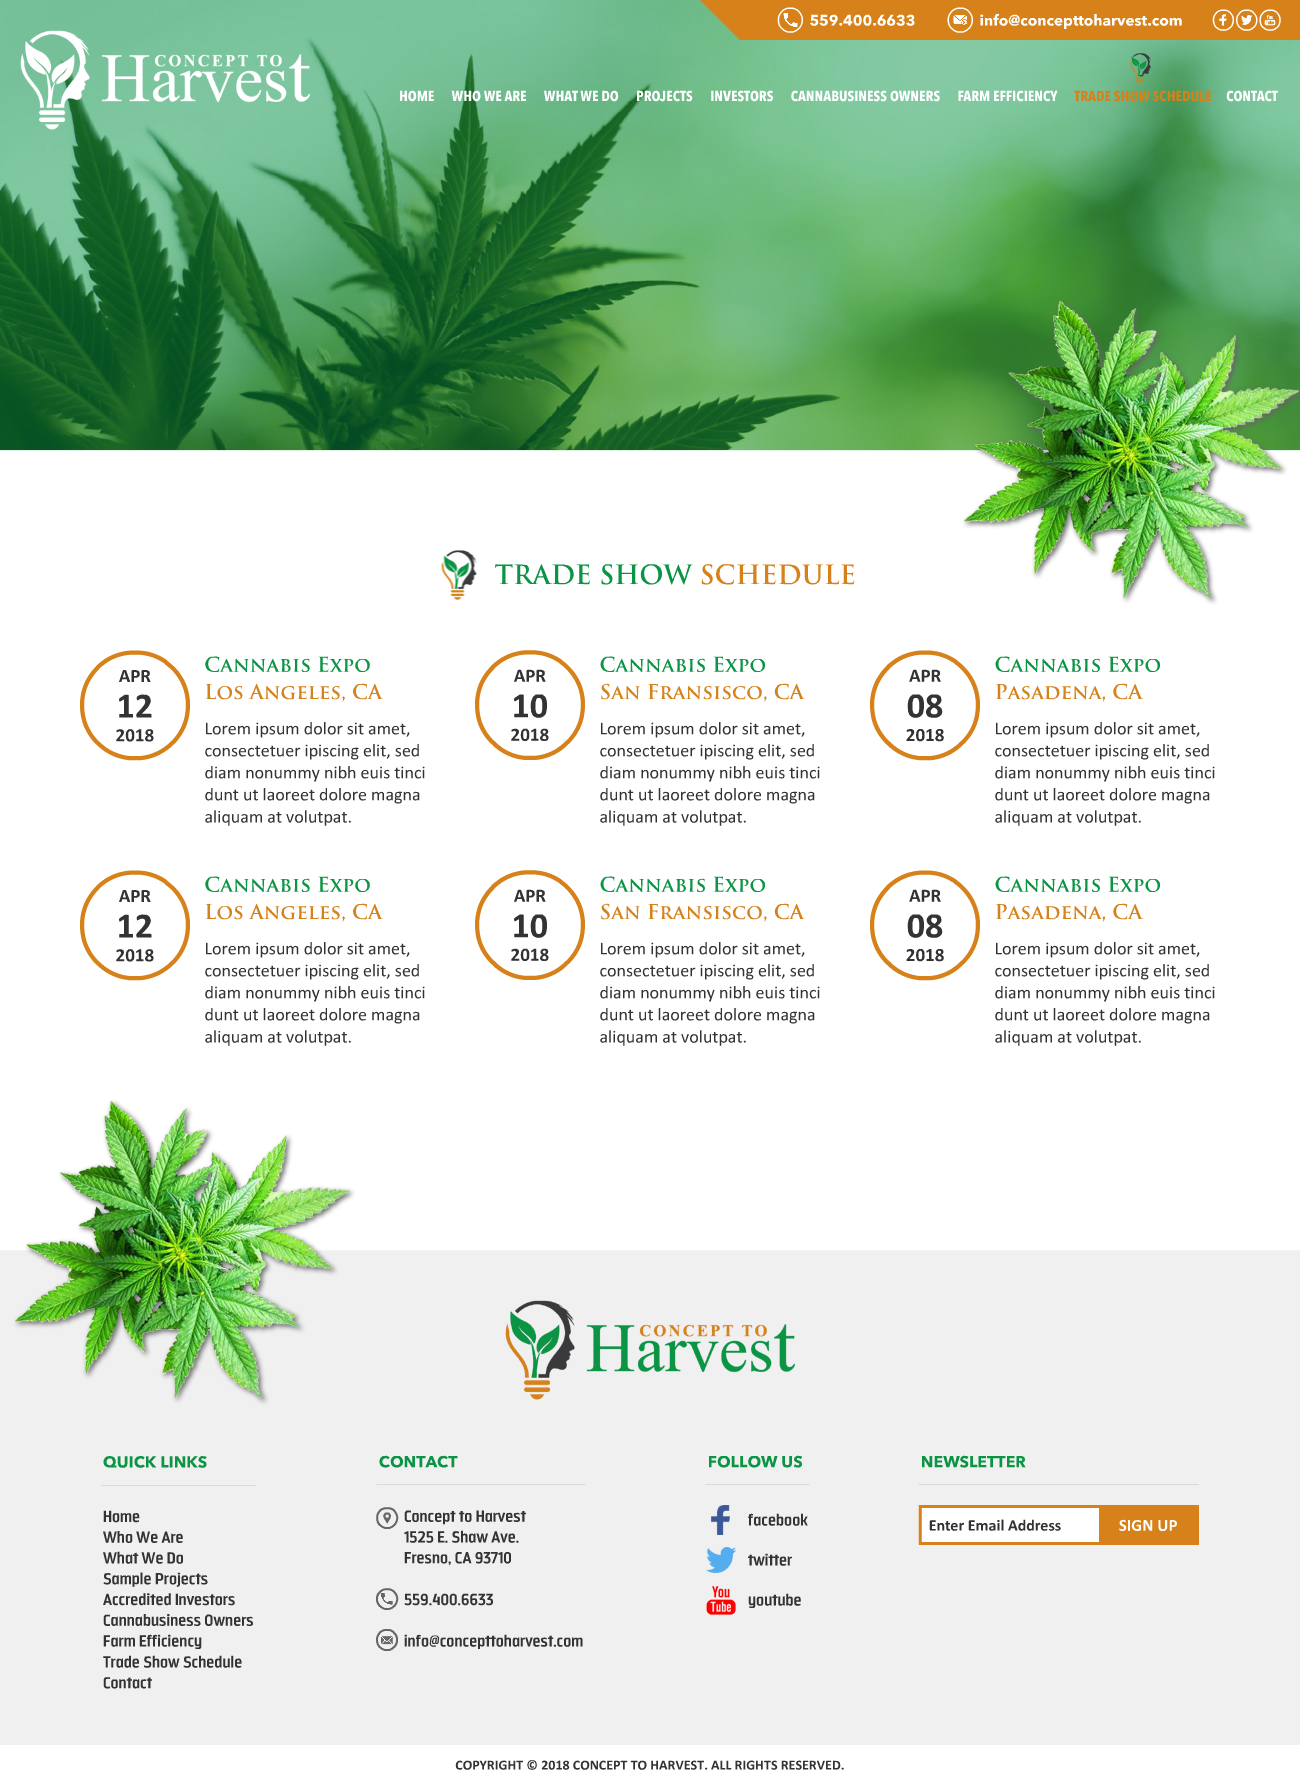 559.400.6633
info@concepttoharvest.com
CONCEPT TO
Harvest
HOME WHO WE ARE WHAT WE DO PROJECTS INVESTORS CANNABUSINESS OWNERS FARM EFFICIENCY TRADE SHOW SCHEDULE CONTACT
TRADE SHOW SCHEDULE
APR
12
2018
Cannabis Expo
Los Angeles, CA
Lorem ipsum dolor sit amet,
consectetuer ipiscing elit, sed
diam nonummy nibh euis tinci
dunt ut laoreet dolore magna
aliquam at volutpat.
APR
10
2018
Cannabis Expo
San Fransisco, CA
Lorem ipsum dolor sit amet,
consectetuer ipiscing elit, sed
diam nonummy nibh euis tinci
dunt ut laoreet dolore magna
aliquam at volutpat.
APR
08
2018
Cannabis Expo
Pasadena, CA
Lorem ipsum dolor sit amet,
consectetuer ipiscing elit, sed
diam nonummy nibh euis tinci
dunt ut laoreet dolore magna
aliquam at volutpat.
APR
12
2018
Cannabis Expo
Los Angeles, CA
Lorem ipsum dolor sit amet,
consectetuer ipiscing elit, sed
diam nonummy nibh euis tinci
dunt ut laoreet dolore magna
aliquam at volutpat.
APR
10
2018
Cannabis Expo
San Fransisco, CA
Lorem ipsum dolor sit amet,
consectetuer ipiscing elit, sed
diam nonummy nibh euis tinci
dunt ut laoreet dolore magna
aliquam at volutpat.
APR
08
2018
Cannabis Expo
Pasadena, CA
Lorem ipsum dolor sit amet,
consectetuer ipiscing elit, sed
diam nonummy nibh euis tinci
dunt ut laoreet dolore magna
aliquam at volutpat.
CONCEPT TO
Harvest
QUICK LINKS
Home
Who We Are
What We Do
Sample Projects
Accredited Investors
Cannabusiness Owners
Farm Efficiency
Trade Show Schedule
Contact
CONTACT
Concept to Harvest
1525 E. Shaw Ave.
Fresno, CA 93710
559.400.6633
info@concepttoharvest.com
FOLLOW US
facebook
twitter
You
Tube
youtube
NEWSLETTER
Enter Email Address
SIGN UP
COPYRIGHT © 2018 CONCEPT TO HARVEST. ALL RIGHTS RESERVED.